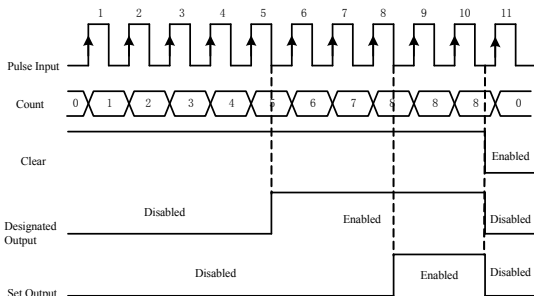 1 2 3 4 5 6 7 8 9 10 11
Pulse Input
Count 0 1 2 3 4 5 6 7 8 8 8 0
Clear Enabled
Designated
Output
Disabled Enabled Disabled
Set Output Disabled Enabled Disabled